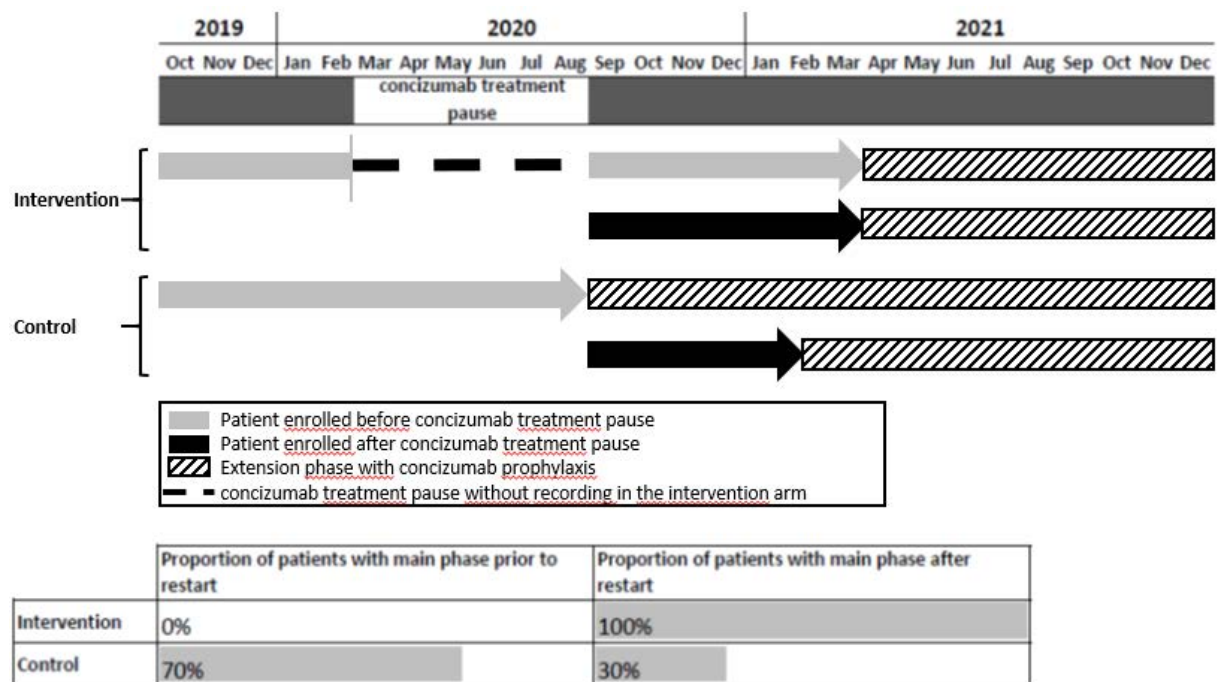 2019 2020 2021
Oct Nov Dec Jan Feb Mar Apr May Jun Jul Aug Sep Oct Nov Dec Jan Feb Mar Apr May Jun Jul Aug Sep Oct Nov Dec
concizumab treatment
pause
Intervention
Control
Patient enrolled before concizumab treatment pause
Patient enrolled after concizumab treatment pause
Extension phase with concizumab prophylaxis
concizumab treatment pause without recording in the intervention arm
Proportion of patients with main phase prior to restart
Proportion of patients with main phase after restart
Intervention 0% 100%
Control 70% 30%